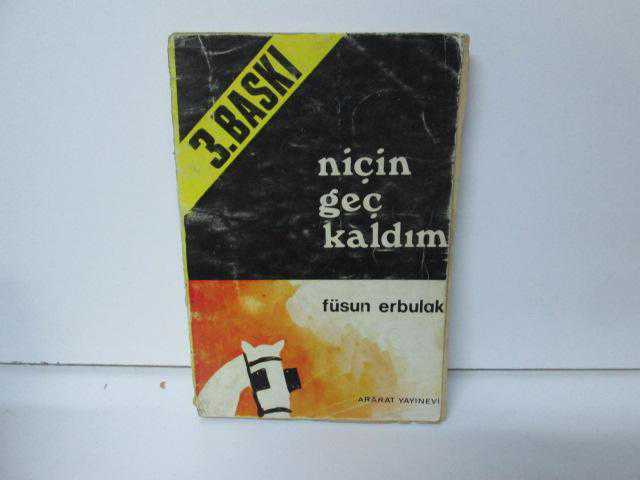 3.BASKI
niçin
geç
kaldım
füsun erbulak
ARARAT YAYINEVİ